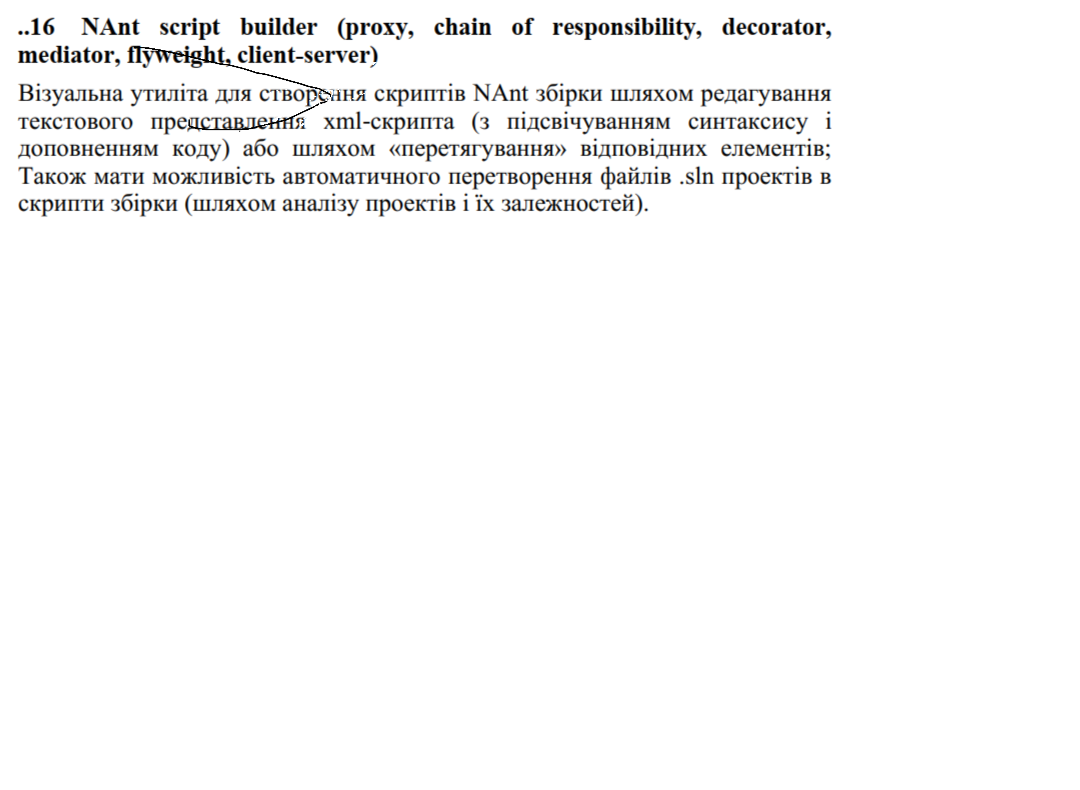 ..16 NAnt script builder (proxy, chain of responsibility, decorator,
mediator, flyweight, client-server)
Візуальна утиліта для створення скриптів NAnt збірки шляхом редагування
текстового представлення xml-скрипта (з підсвічуванням синтаксису і
доповненням коду) або шляхом «перетягування» відповідних елементів;
Також мати можливість автоматичного перетворення файлів .sln проектів в
скрипти збірки (шляхом аналізу проектів і їх залежностей).